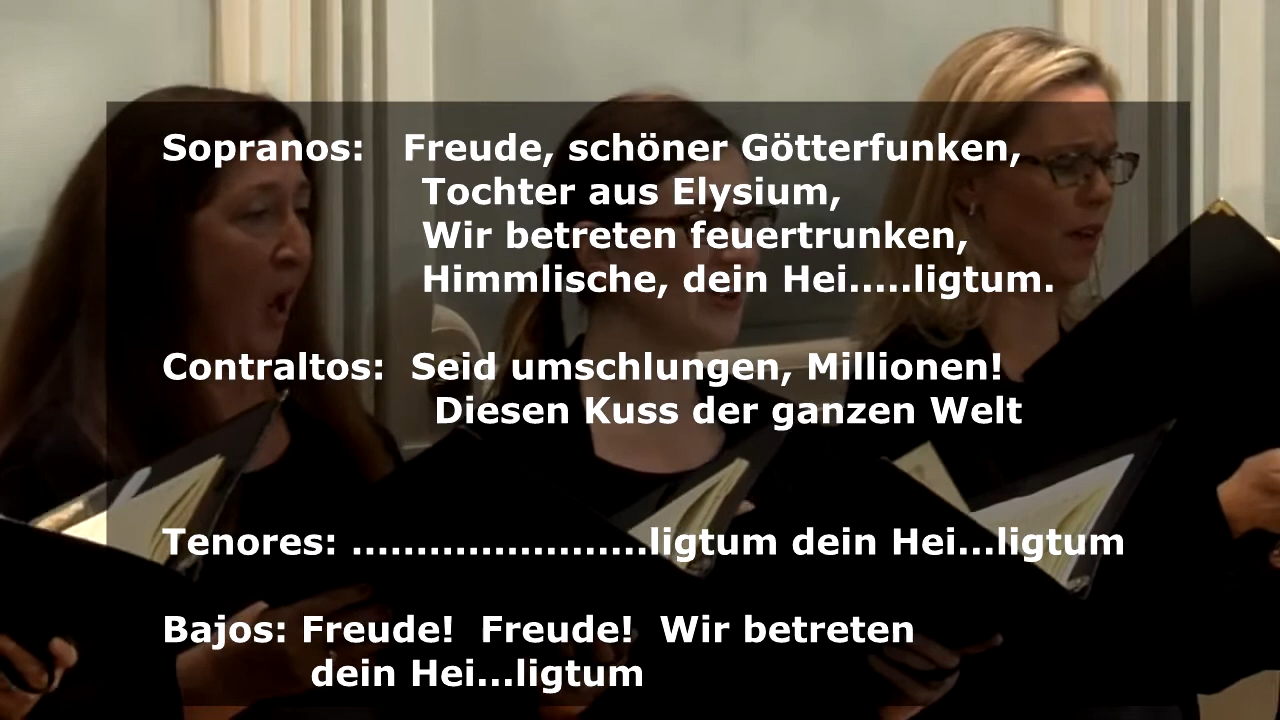 Sopranos: Freude, schöner Götterfunken,
Tochter aus Elysium,
Wir betreten feuertrunken,
Himmlische, dein Hei.....ligtum.
Contraltos: Seid umschlungen, Millionen!
Diesen Kuss der ganzen Welt
Tenores: .......................ligtum dein Hei...ligtum
Bajos: Freude! Freude! Wir betreten
dein Hei...ligtum